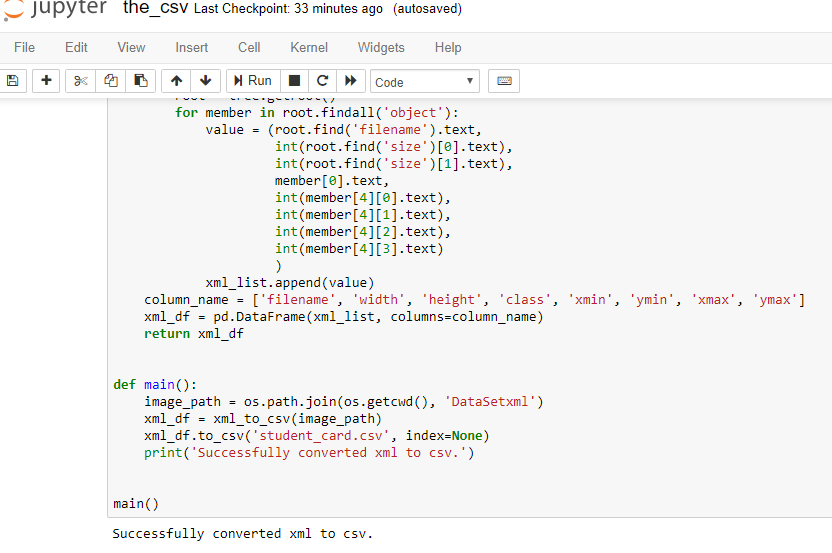 jupyter the_csv Last Checkpoint: 33 minutes ago (autosaved)
File Edit View Insert Cell Kernel Widgets Help
Run Code
root = tree.getroot()
for member in root.findall('object'):
value = (root.find('filename').text,
int(root.find('size')[0].text),
int(root.find('size')[1].text),
member[0].text,
int(member[4][0].text),
int(member[4][1].text),
int(member[4][2].text),
int(member[4][3].text)
)
xml_list.append(value)
column_name = ['filename', 'width', 'height', 'class', 'xmin', 'ymin', 'xmax', 'ymax']
xml_df = pd.DataFrame(xml_list, columns=column_name)
return xml_df
def main():
image_path = os.path.join(os.getcwd(), 'DataSetxml')
xml_df = xml_to_csv(image_path)
xml_df.to_csv('student_card.csv', index=None)
print('Successfully converted xml to csv.')
main()
Successfully converted xml to csv.